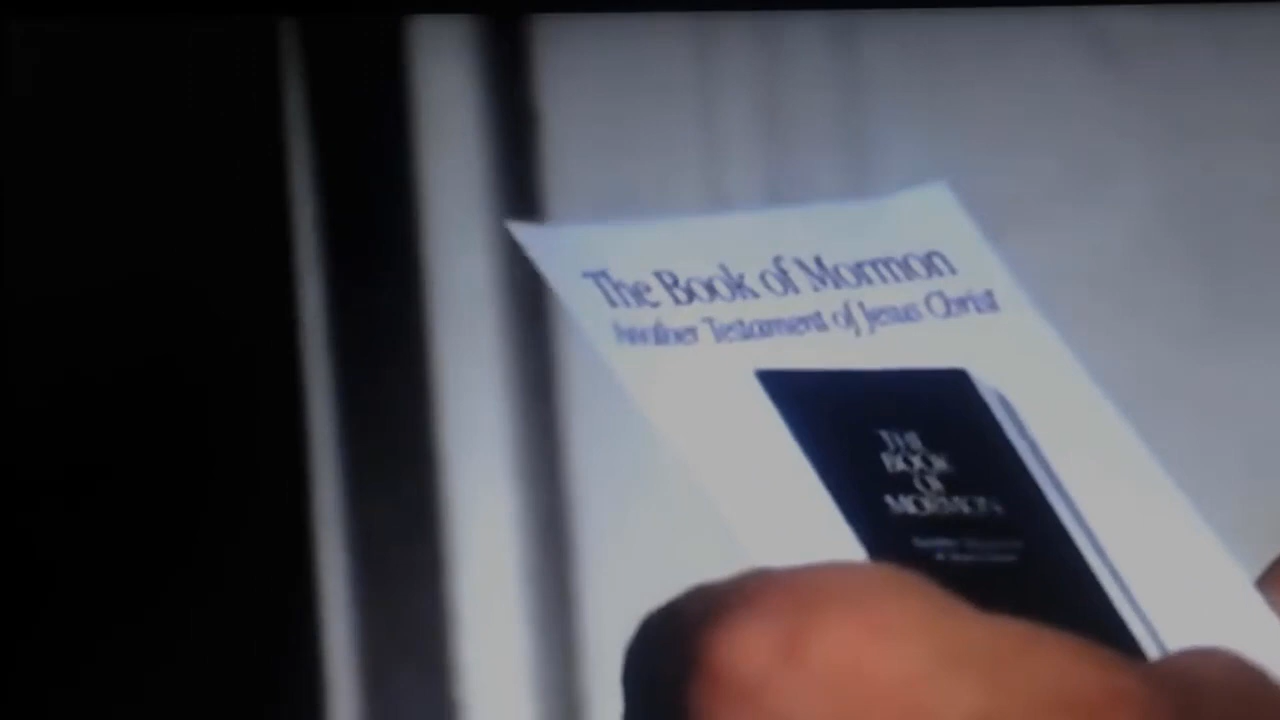 The Book of Mormon
Another Testament of Jesus Christ
THE
BOOK
OF
MORMON